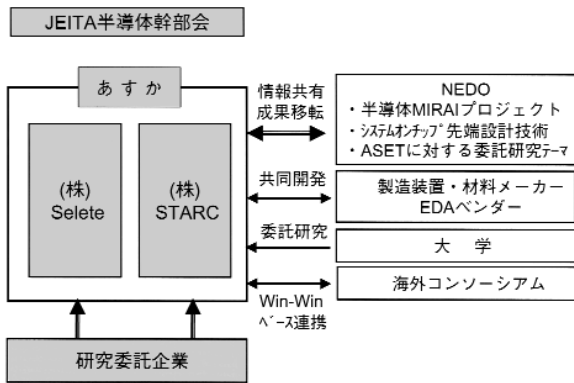 JEITA半導体幹部会
あすか
(株)
Selete
(株)
STARC
研究委託企業
情報共有
成果移転
共同開発
委託研究
Win-Win
ﾍﾞｰｽ連携
NEDO
・半導体MIRAIプロジェクト
・ｼｽﾃﾑｵﾝﾁｯﾌﾟ先端設計技術
・ASETに対する委託研究ﾃｰﾏ
製造装置・材料メーカー
EDAベンダー
大　学
海外コンソーシアム